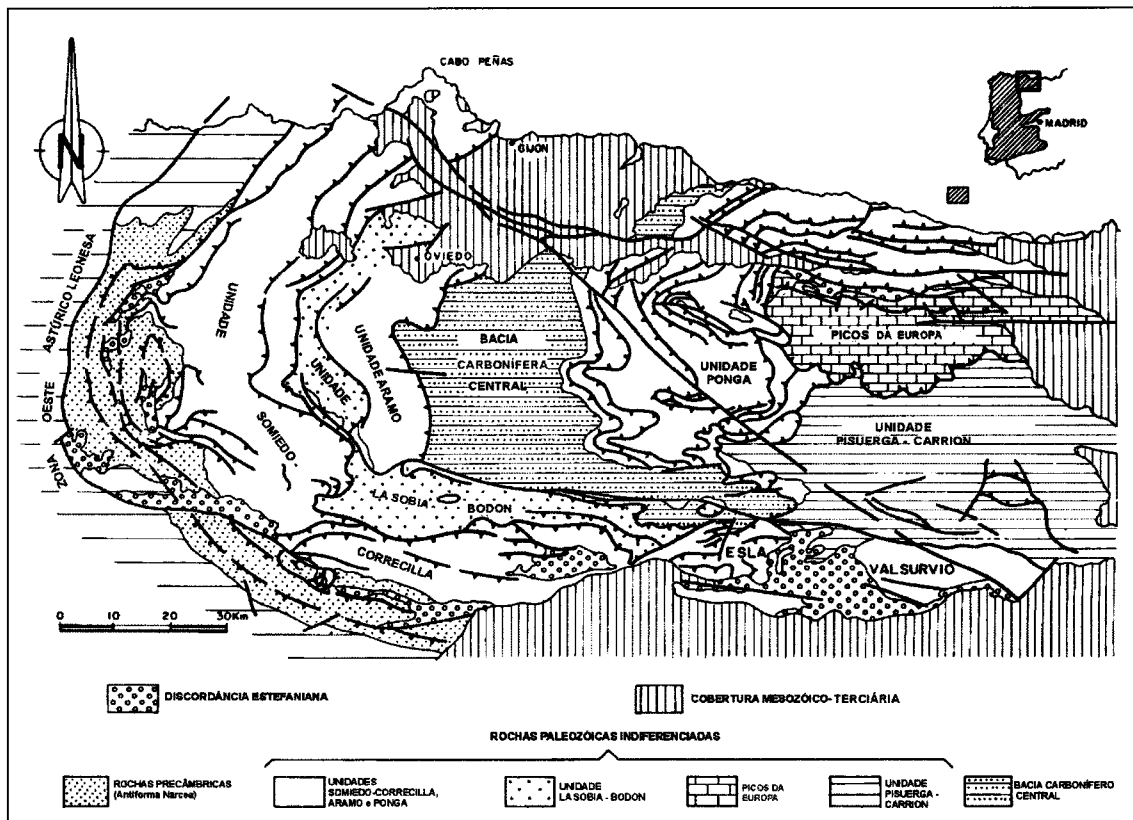 CABO PEÑAS
GIJON
MADRID
N
OVIEDO
ZONA OESTE ASTÚRICO LEONESA
UNIDADE
SOMIEDO-
CORRECILLA
UNIDADE
LA SOBIA
BODON
UNIDADE ARAMO
BACIA
CARBONÍFERA
CENTRAL
UNIDADE
PONGA
PICOS DA EUROPA
UNIDADE
PISUERGA - CARRION
ESLA
VALSURVIO
0 10 20 30Km
DISCORDÂNCIA ESTEFANIANA
COBERTURA MESOZÓICO-TERCIÁRIA
ROCHAS PALEOZÓICAS INDIFERENCIADAS
ROCHAS PRECÂMBRICAS
(Antiforma Narcea)
UNIDADES
SOMIEDO-CORRECILLA,
ARAMO e PONGA
UNIDADE
LA SOBIA - BODON
PICOS DA
EUROPA
UNIDADE
PISUERGA -
CARRION
BACIA CARBONÍFERO
CENTRAL